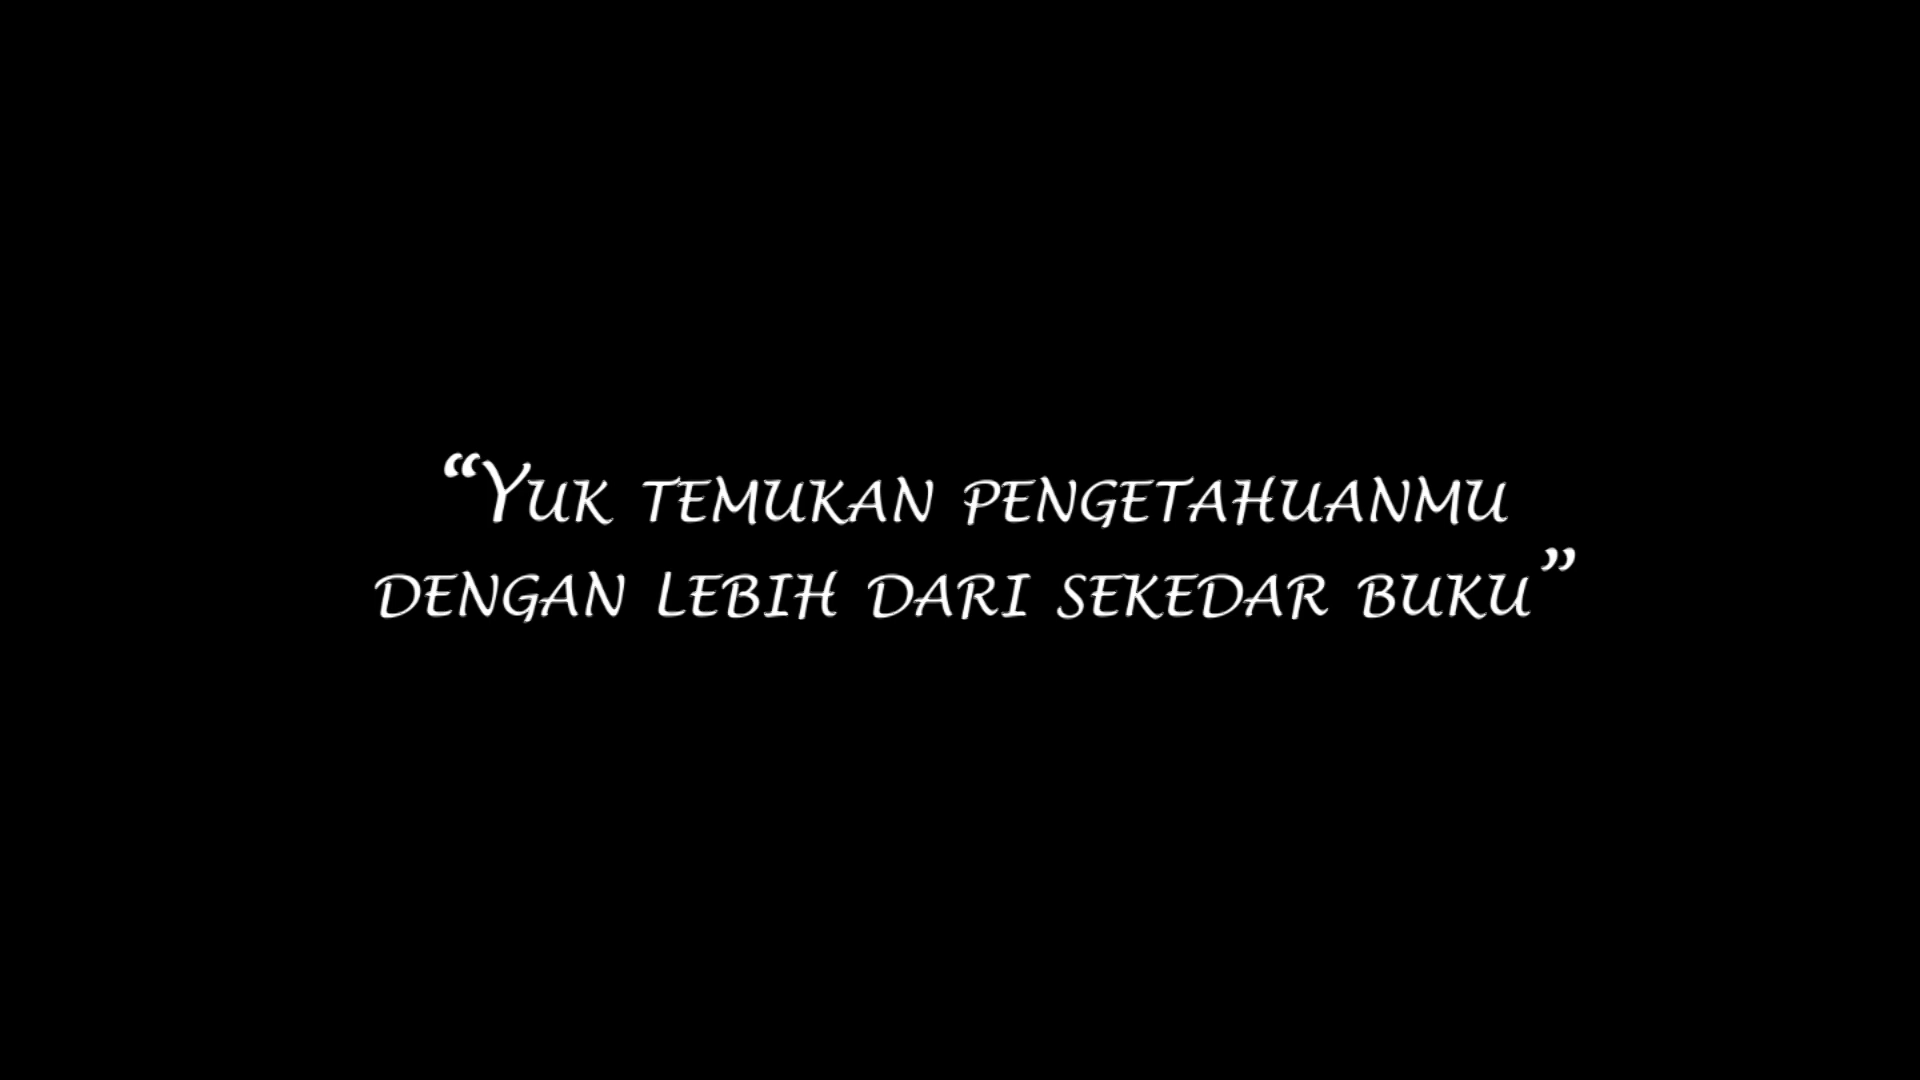 “Yuk temukan pengetahuanmu
dengan lebih dari sekedar buku”